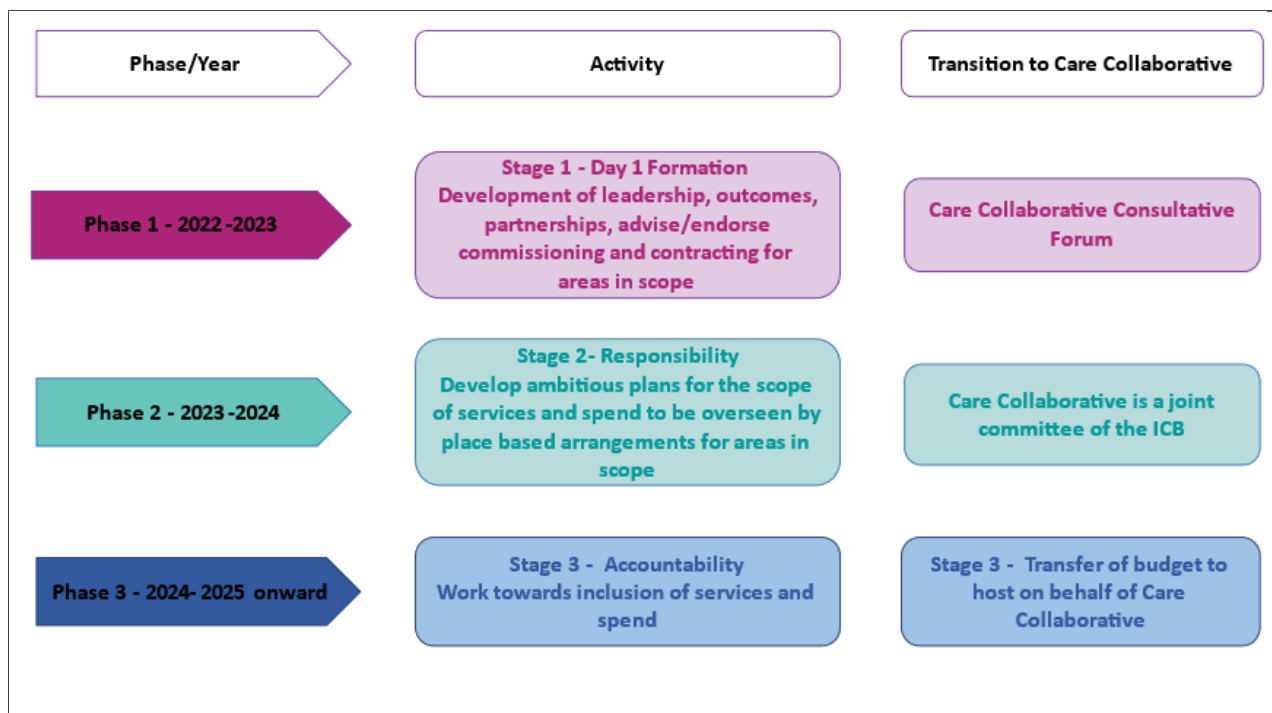 Phase/Year
Activity
Transition to Care Collaborative
Phase 1 - 2022 -2023
Stage 1 - Day 1 Formation
Development of leadership, outcomes,
partnerships, advise/endorse
commissioning and contracting for
areas in scope
Care Collaborative Consultative
Forum
Phase 2 - 2023 -2024
Stage 2- Responsibility
Develop ambitious plans for the scope
of services and spend to be overseen by
place based arrangements for areas in
scope
Care Collaborative is a joint
committee of the ICB
Phase 3 - 2024- 2025 onward
Stage 3 - Accountability
Work towards inclusion of services and
spend
Stage 3 - Transfer of budget to
host on behalf of Care
Collaborative